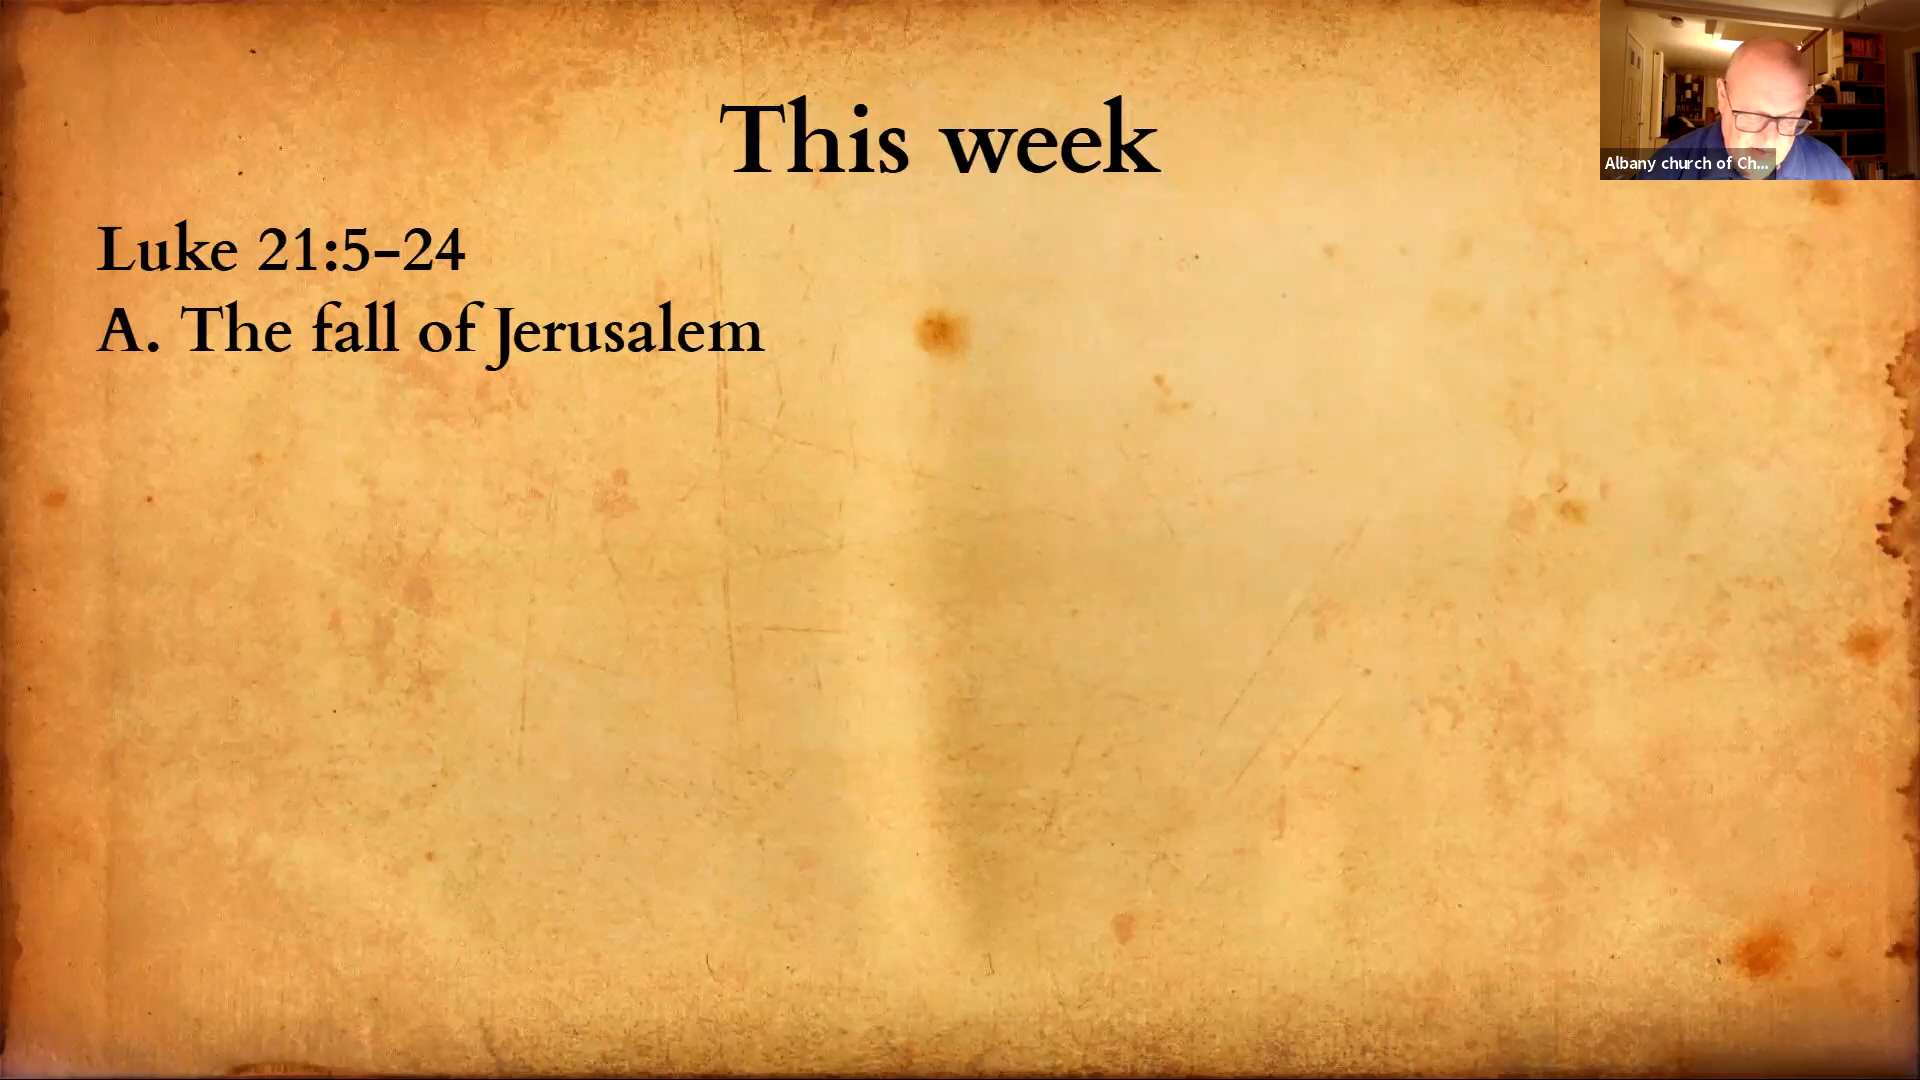 This week
Luke 21:5-24
A. The fall of Jerusalem
Albany church of Ch...